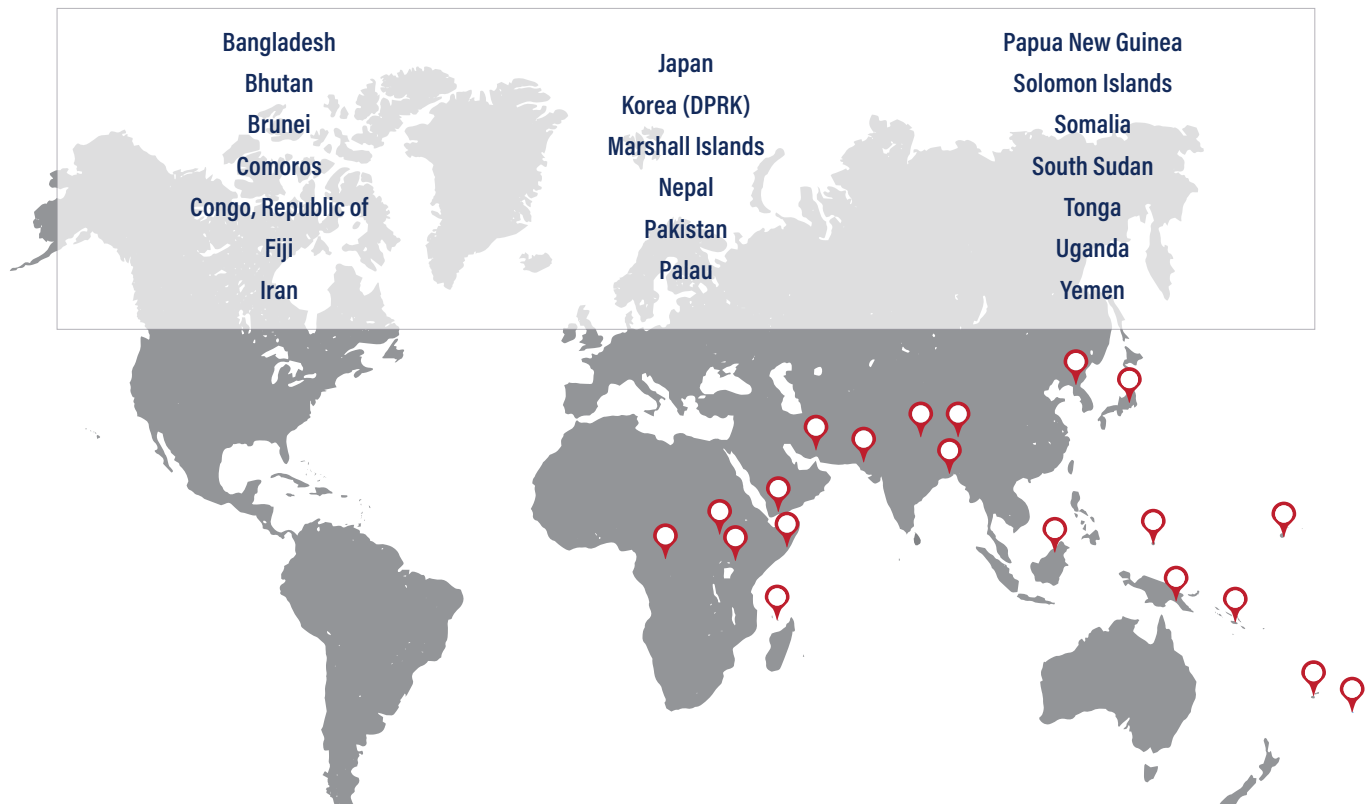 Bangladesh
Bhutan
Brunei
Comoros
Congo, Republic of
Fiji
Iran
Japan
Korea (DPRK)
Marshall Islands
Nepal
Pakistan
Palau
Papua New Guinea
Solomon Islands
Somalia
South Sudan
Tonga
Uganda
Yemen